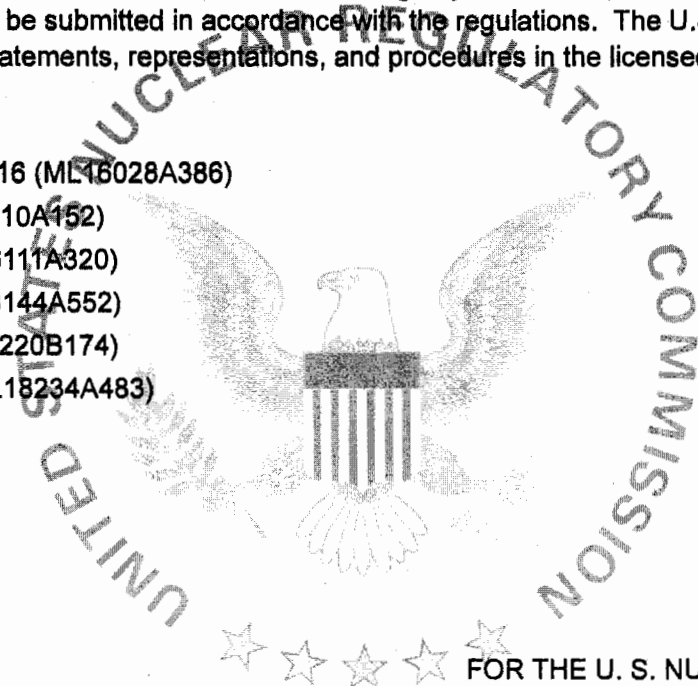 be submitted in accordance with the regulations. The U.
atements, representations, and procedures in the licensee
16 (ML16028A386)
10A152)
111A320)
144A552)
220B174)
L18234A483)
UNITED STATES NUCLEAR REGULATORY COMMISSION
FOR THE U. S. NU